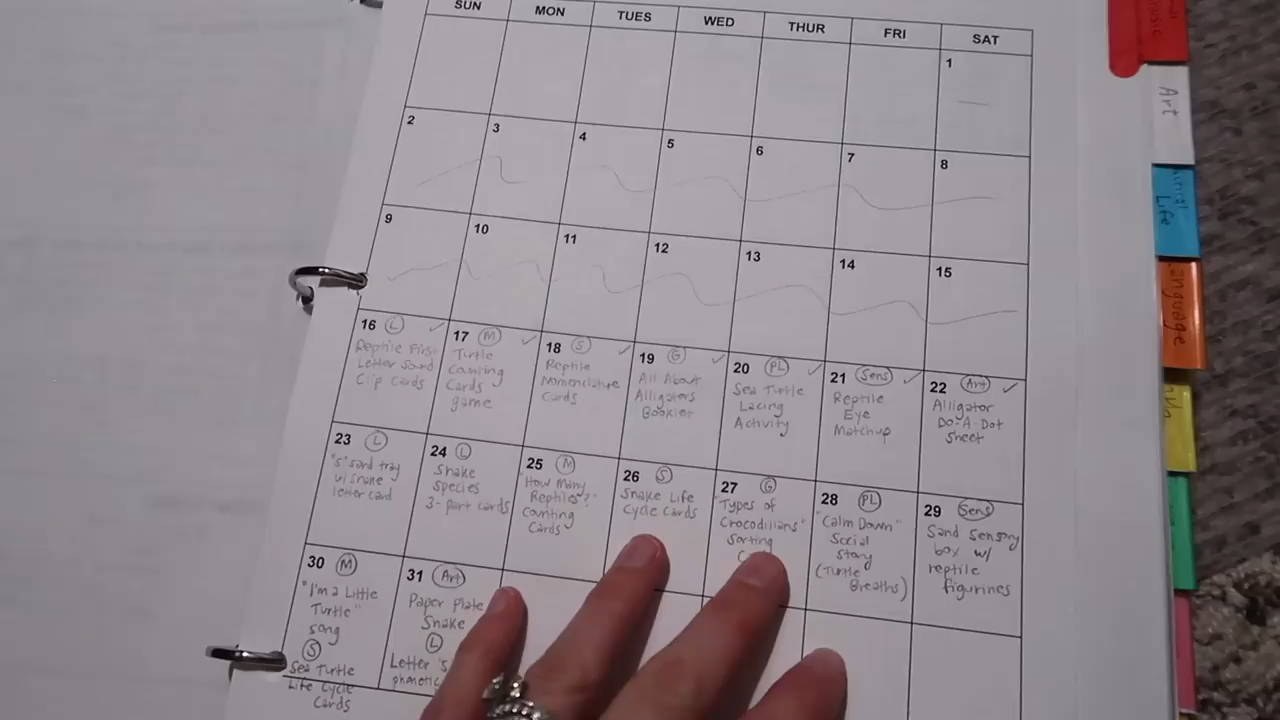 SUN MON TUES WED THUR FRI SAT
1
2 3 4 5 6 7 8
9 10 11 12 13 14 15
16 L
Reptile First
Letter Sound
Clip Cards
17 M
Turtle
Counting
Cards
game
18 S
Reptile
Nomenclature
Cards
19 G
All About
Alligators
Booklet
20 PL
Sea Turtle
Lacing
Activity
21 Sens
Reptile
Eye
Matchup
22 Art
Alligator
Do-A-Dot
Sheet
23 L
"S" sand tray
w/ snake
letter card
24 L
Snake
Species
3-part cards
25 M
"How Many
Reptiles?"
Counting
Cards
26 S
Snake Life
Cycle Cards
27 G
"Types of
Crocodilians"
Sorting
28 PL
"Calm Down"
Social
Story
(Turtle
Breaths)
29 Sens
Sand Sensory
box w/
reptile
figurines
30 M
"I'm a Little
Turtle"
song
S
Sea Turtle
Life Cycle
Cards
31 Art
Paper Plate
Snake
L
Letter
Music
Art
Life